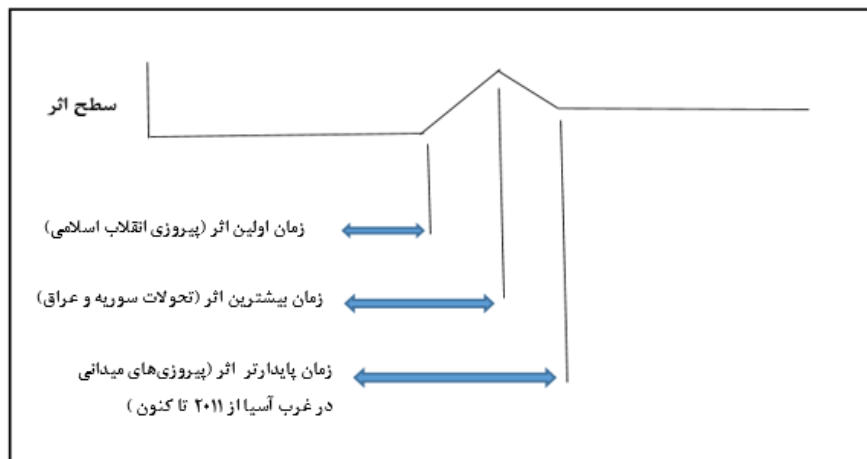 سطح اثر
زمان اولین اثر (پیروزی انقلاب اسلامی)
زمان بیشترین اثر (تحولات سوریه و عراق)
زمان پایدارتر اثر (پیروزی‌های میدانی
در غرب آسیا از ۲۰۱۱ تا کنون )